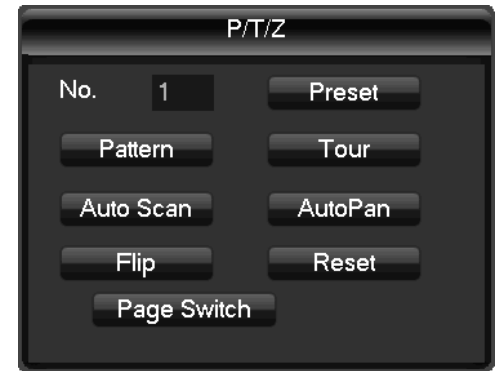 P/T/Z
No. 1 Preset
Pattern Tour
Auto Scan AutoPan
Flip Reset
Page Switch